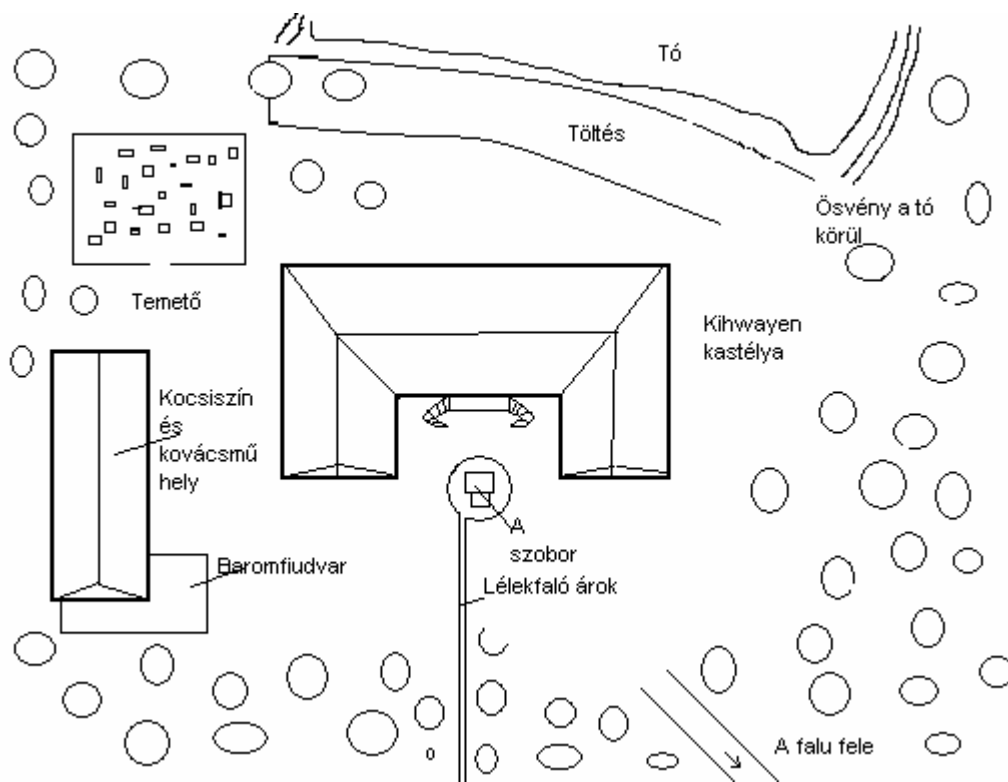 Tó
Töltés
Ösvény a tó
körül
Temető
Kihwayen
kastélya
Kocsiszín
és
kovácsmű
hely
A
szobor
Baromfiudvar
Lélekfaló árok
A falu fele